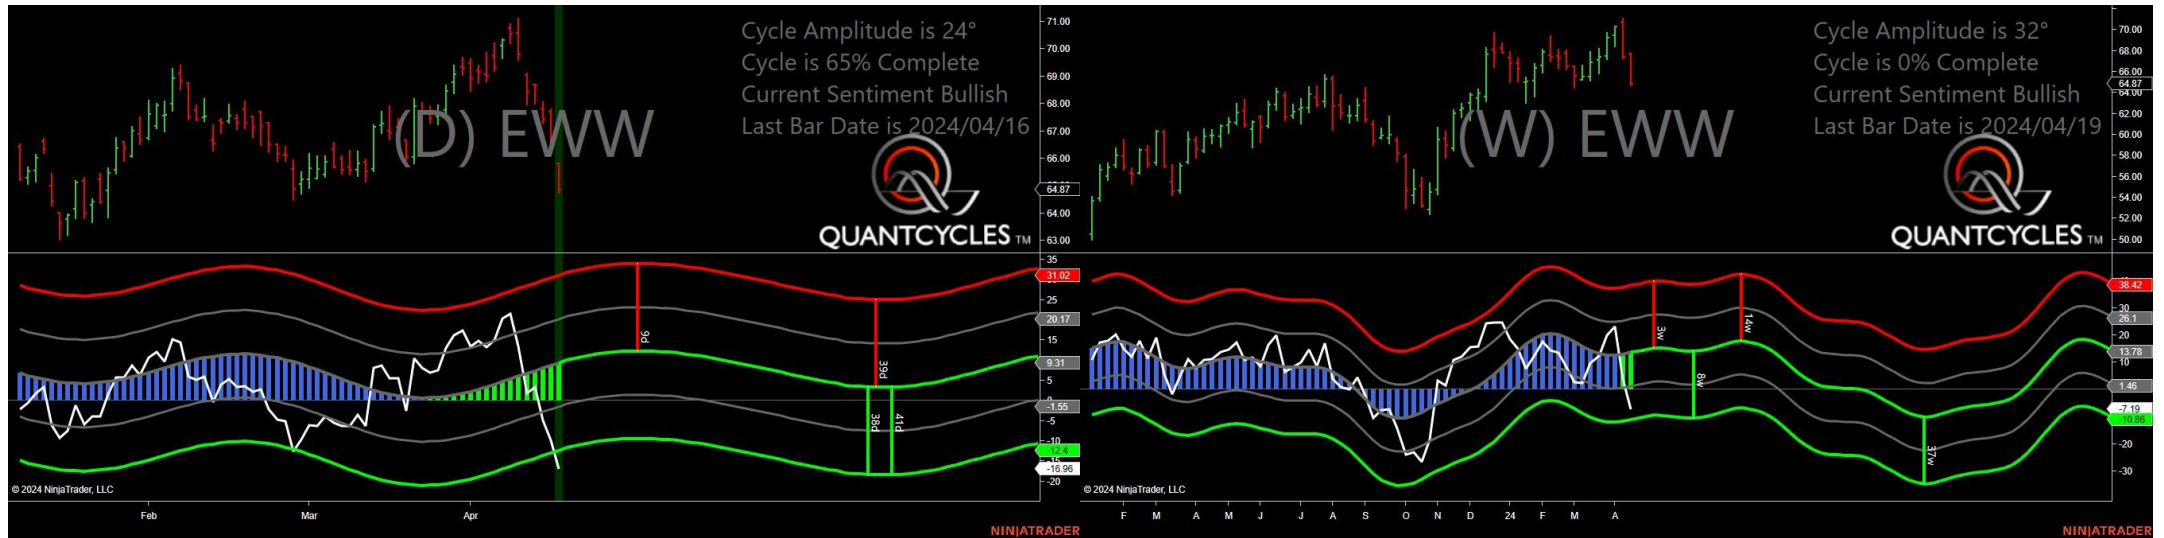 Cycle Amplitude is 24°
Cycle is 65% Complete
Current Sentiment Bullish
Last Bar Date is 2024/04/16
(D) EWW
QUANTCYCLES TM
71.00
70.00
69.00
68.00
67.00
66.00
64.87
64.00
63.00
35
31.02
25
20.17
15
9.31
5
0
-1.55
-5
-10
-12.4
-15
-16.96
-20
9d
39d
38d
41d
© 2024 NinjaTrader, LLC
Feb
Mar
Apr
NINJATRADER
Cycle Amplitude is 32°
Cycle is 0% Complete
Current Sentiment Bullish
Last Bar Date is 2024/04/19
(W) EWW
QUANTCYCLES TM
70.00
68.00
66.00
64.87
64.00
62.00
60.00
58.00
56.00
54.00
52.00
50.00
38.42
30
26.1
20
13.78
10
1.46
-7.19
-10.86
-20
-30
3w
14w
8w
37w
© 2024 NinjaTrader, LLC
F M A M J J A S O N D 24 F M A
NINJATRADER